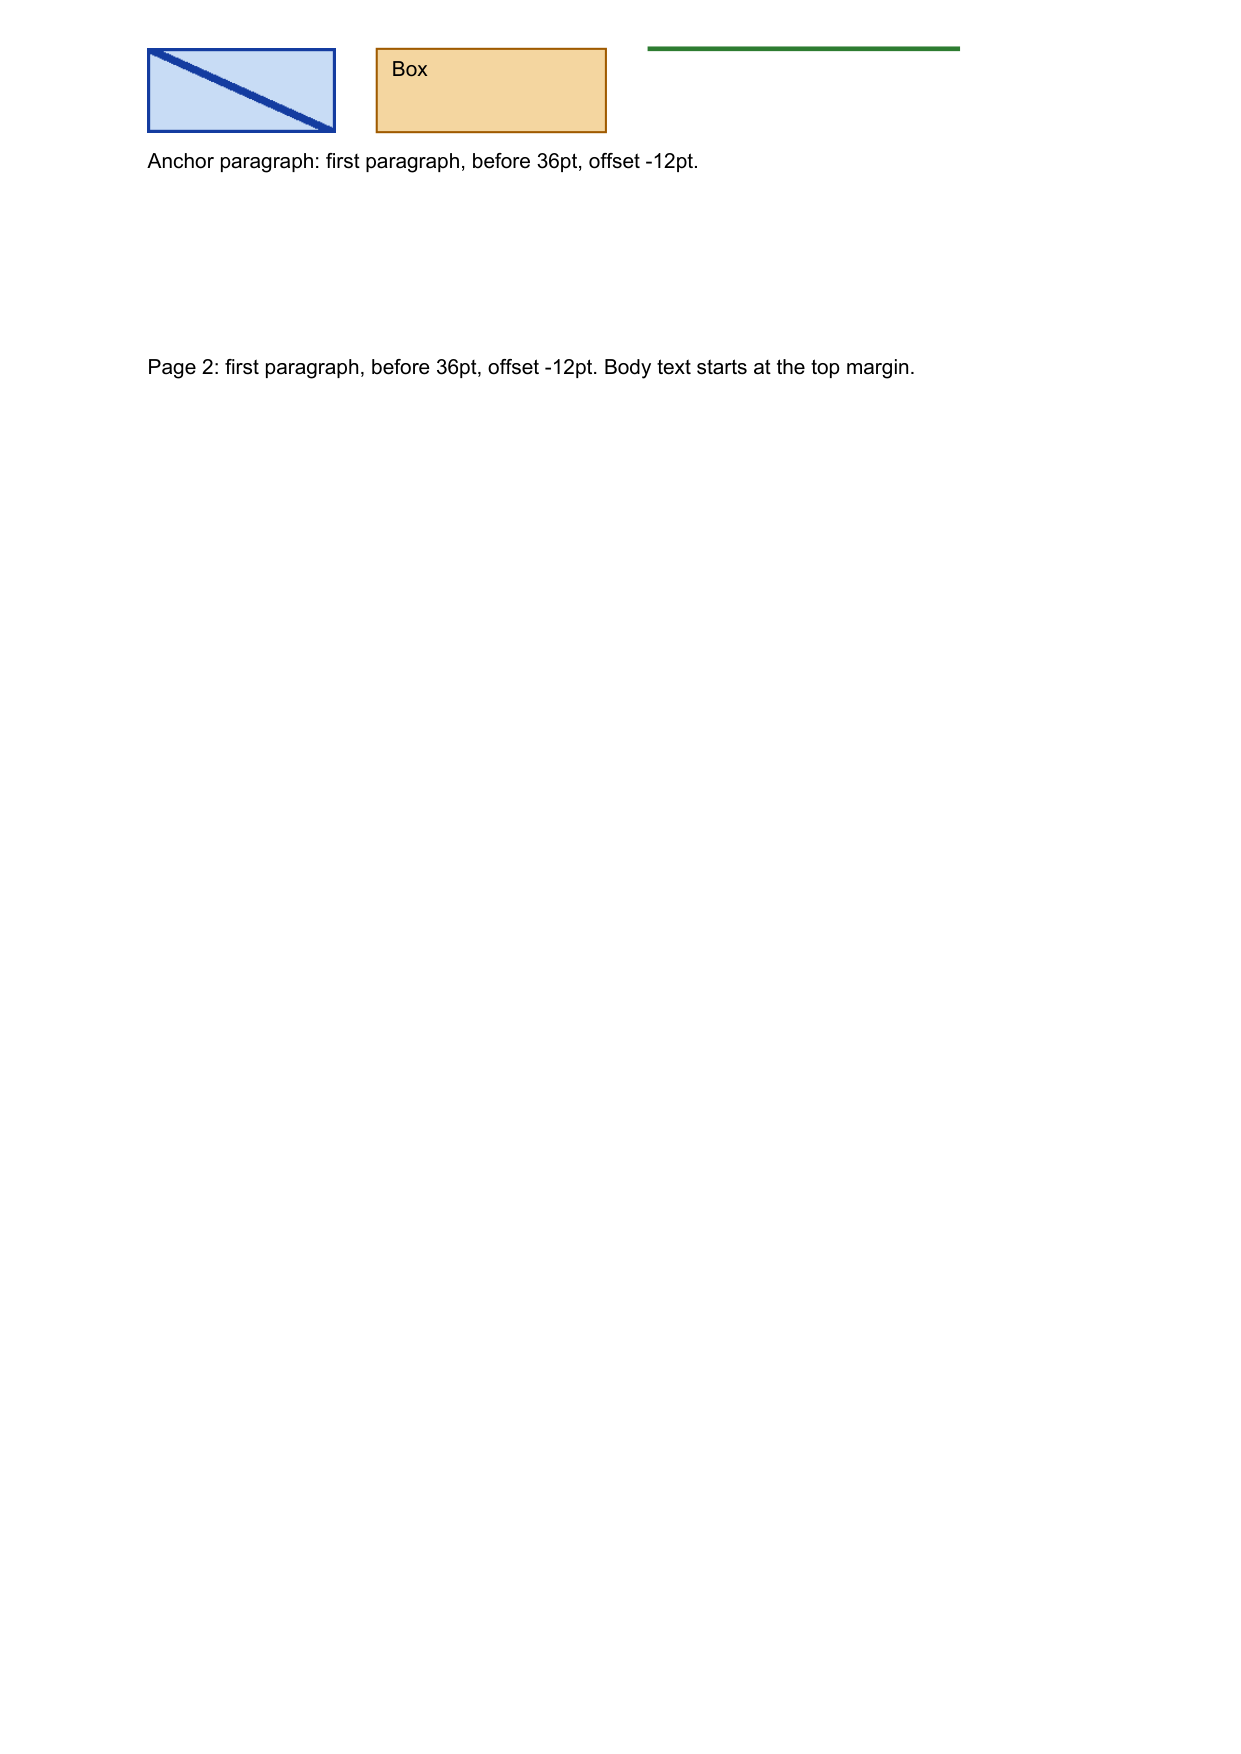 Box
Anchor paragraph: first paragraph, before 36pt, offset -12pt.
Page 2: first paragraph, before 36pt, offset -12pt. Body text starts at the top margin.